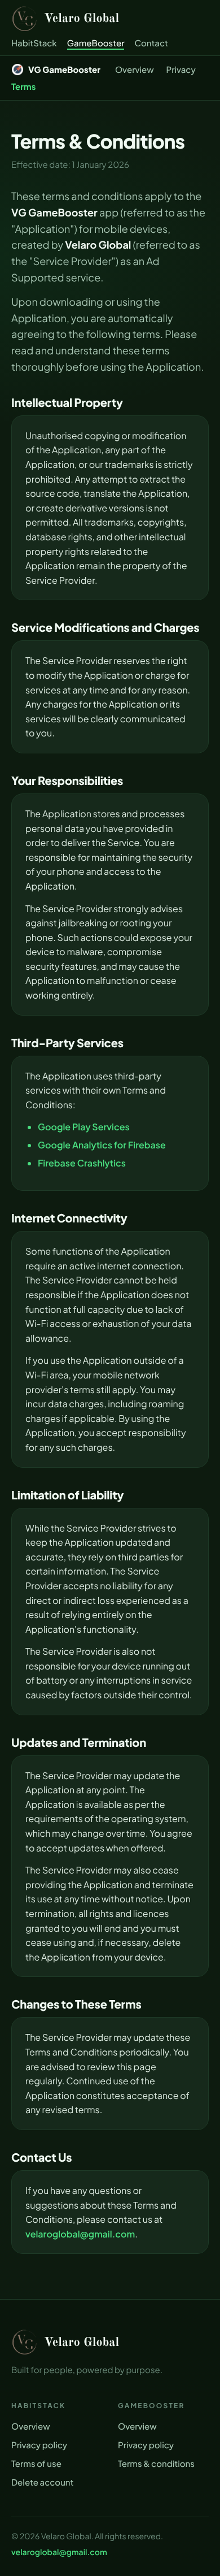 VG
Velaro Global
HabitStack GameBooster Contact
VG GameBooster Overview Privacy
Terms
Terms & Conditions
Effective date: 1 January 2026
These terms and conditions apply to the
VG GameBooster app (referred to as the
"Application") for mobile devices,
created by Velaro Global (referred to as
the "Service Provider") as an Ad
Supported service.
Upon downloading or using the
Application, you are automatically
agreeing to the following terms. Please
read and understand these terms
thoroughly before using the Application.
Intellectual Property
Unauthorised copying or modification
of the Application, any part of the
Application, or our trademarks is strictly
prohibited. Any attempt to extract the
source code, translate the Application,
or create derivative versions is not
permitted. All trademarks, copyrights,
database rights, and other intellectual
property rights related to the
Application remain the property of the
Service Provider.
Service Modifications and Charges
The Service Provider reserves the right
to modify the Application or charge for
services at any time and for any reason.
Any charges for the Application or its
services will be clearly communicated
to you.
Your Responsibilities
The Application stores and processes
personal data you have provided in
order to deliver the Service. You are
responsible for maintaining the security
of your phone and access to the
Application.
The Service Provider strongly advises
against jailbreaking or rooting your
phone. Such actions could expose your
device to malware, compromise
security features, and may cause the
Application to malfunction or cease
working entirely.
Third-Party Services
The Application uses third-party
services with their own Terms and
Conditions:
• Google Play Services
• Google Analytics for Firebase
• Firebase Crashlytics
Internet Connectivity
Some functions of the Application
require an active internet connection.
The Service Provider cannot be held
responsible if the Application does not
function at full capacity due to lack of
Wi-Fi access or exhaustion of your data
allowance.
If you use the Application outside of a
Wi-Fi area, your mobile network
provider's terms still apply. You may
incur data charges, including roaming
charges if applicable. By using the
Application, you accept responsibility
for any such charges.
Limitation of Liability
While the Service Provider strives to
keep the Application updated and
accurate, they rely on third parties for
certain information. The Service
Provider accepts no liability for any
direct or indirect loss experienced as a
result of relying entirely on the
Application's functionality.
The Service Provider is also not
responsible for your device running out
of battery or any interruptions in service
caused by factors outside their control.
Updates and Termination
The Service Provider may update the
Application at any point. The
Application is available as per the
requirements of the operating system,
which may change over time. You agree
to accept updates when offered.
The Service Provider may also cease
providing the Application and terminate
its use at any time without notice. Upon
termination, all rights and licences
granted to you will end and you must
cease using and, if necessary, delete
the Application from your device.
Changes to These Terms
The Service Provider may update these
Terms and Conditions periodically. You
are advised to review this page
regularly. Continued use of the
Application constitutes acceptance of
any revised terms.
Contact Us
If you have any questions or
suggestions about these Terms and
Conditions, please contact us at
velaroglobal@gmail.com.
VG
Velaro Global
Built for people, powered by purpose.
HABITSTACK
Overview
Privacy policy
Terms of use
Delete account
GAMEBOOSTER
Overview
Privacy policy
Terms & conditions
© 2026 Velaro Global. All rights reserved.
velaroglobal@gmail.com